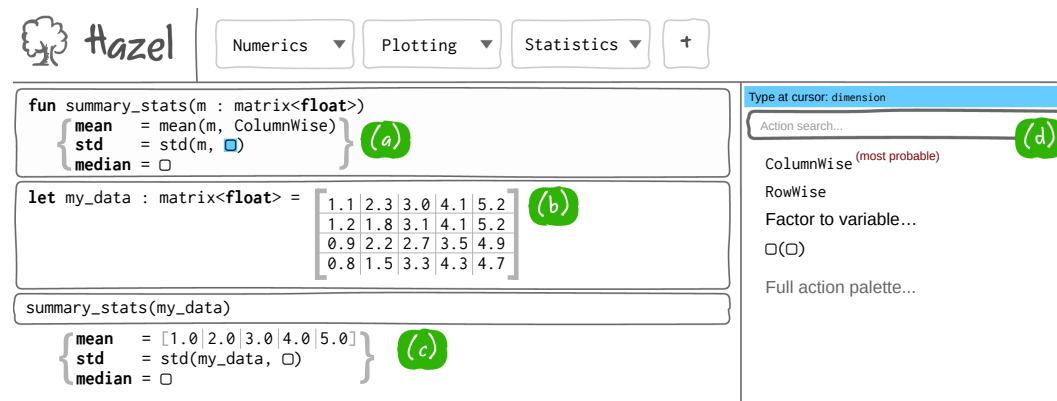 Hazel
Numerics ▼ Plotting ▼ Statistics ▼ +
fun summary_stats(m : matrix<float>)
{ mean = mean(m, ColumnWise) }
std = std(m, ▢)
median = ▢
(a)
let my_data : matrix<float> =
1.1 2.3 3.0 4.1 5.2
1.2 1.8 3.1 4.1 5.2
0.9 2.2 2.7 3.5 4.9
0.8 1.5 3.3 4.3 4.7
(b)
summary_stats(my_data)
{ mean = [1.0|2.0|3.0|4.0|5.0] }
std = std(my_data, ▢)
median = ▢
(c)
Type at cursor: dimension
Action search...
(d)
ColumnWise (most probable)
RowWise
Factor to variable...
▢(▢)
Full action palette...